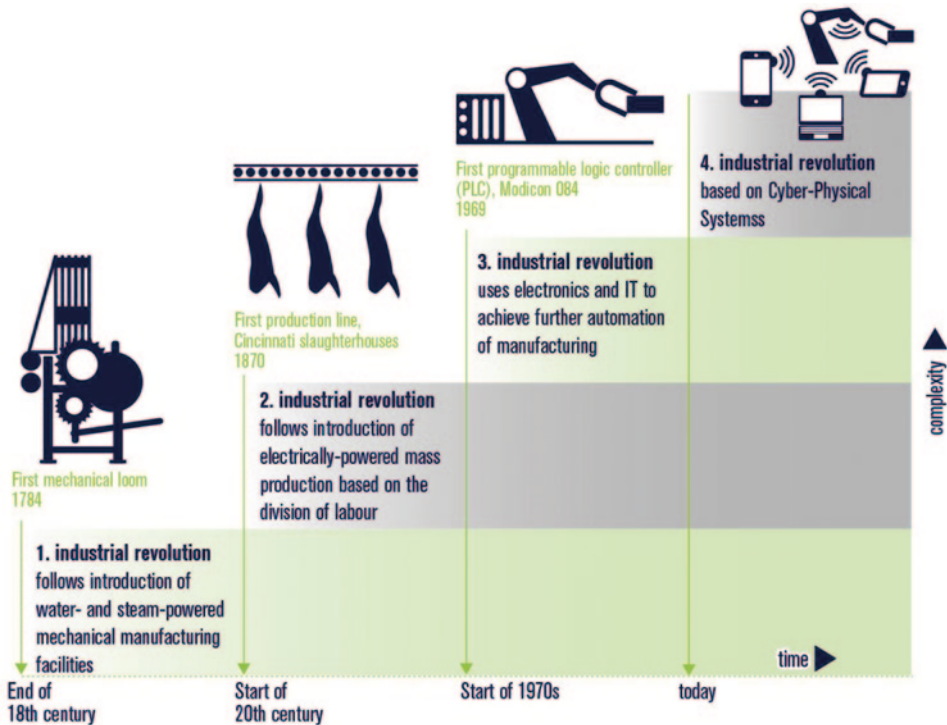 First mechanical loom
1784
First production line,
Cincinnati slaughterhouses
1870
First programmable logic controller
(PLC), Modicon 084
1969
4. industrial revolution
based on Cyber-Physical
Systemss
3. industrial revolution
uses electronics and IT to
achieve further automation
of manufacturing
2. industrial revolution
follows introduction of
electrically-powered mass
production based on the
division of labour
1. industrial revolution
follows introduction of
water- and steam-powered
mechanical manufacturing
facilities
complexity
time
End of
18th century
Start of
20th century
Start of 1970s
today